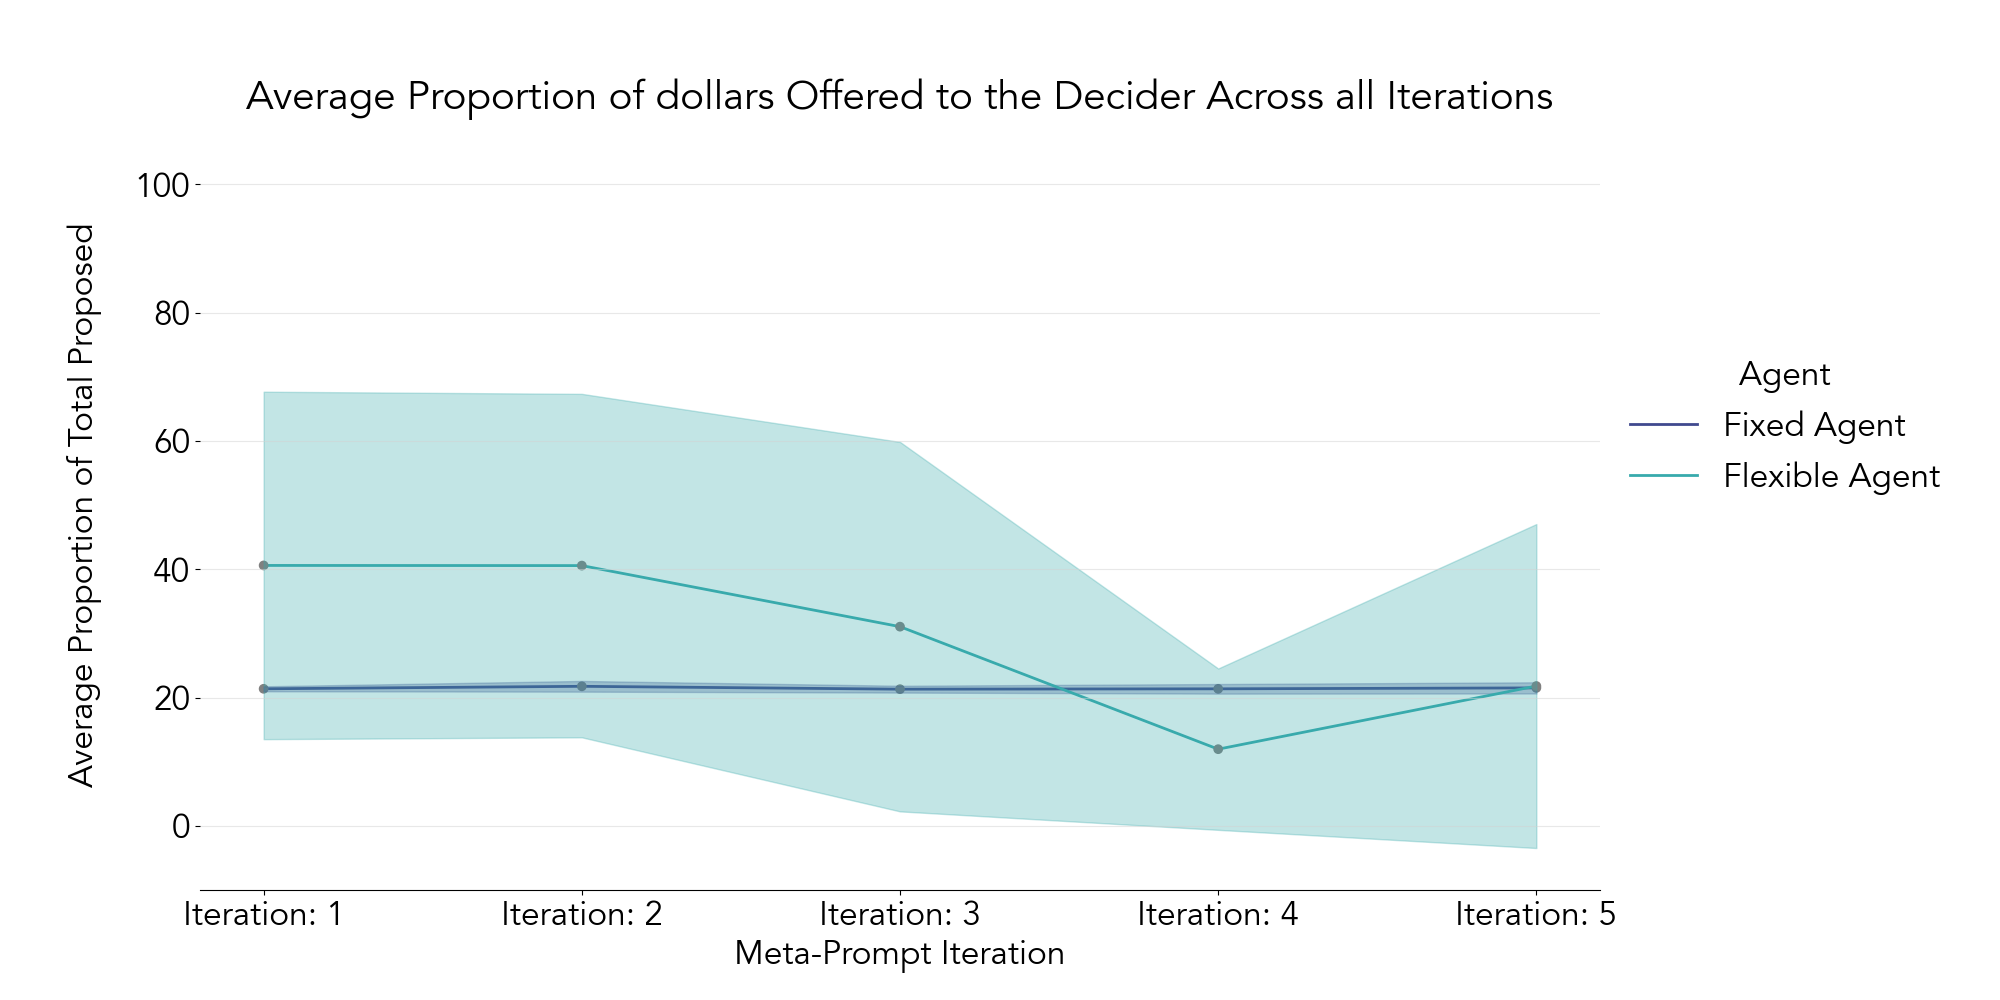 Average Proportion of dollars Offered to the Decider Across all Iterations
Average Proportion of Total Proposed
100
80
60
40
20
0
Iteration: 1
Iteration: 2
Iteration: 3
Iteration: 4
Iteration: 5
Meta-Prompt Iteration
Agent
Fixed Agent
Flexible Agent